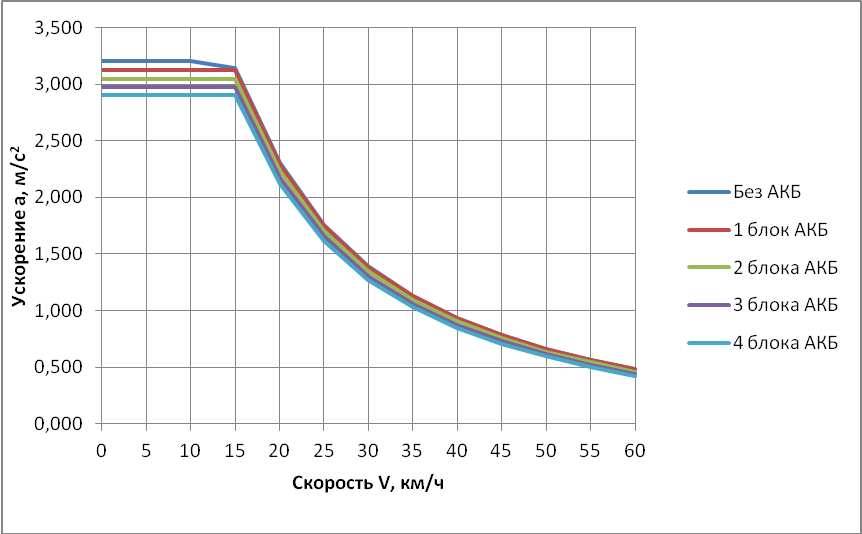 3,500
3,000
2,500
2,000
1,500
1,000
0,500
0,000
Ускорение а, м/с²
0 5 10 15 20 25 30 35 40 45 50 55 60
Скорость V, км/ч
Без АКБ
1 блок АКБ
2 блока АКБ
3 блока АКБ
4 блока АКБ